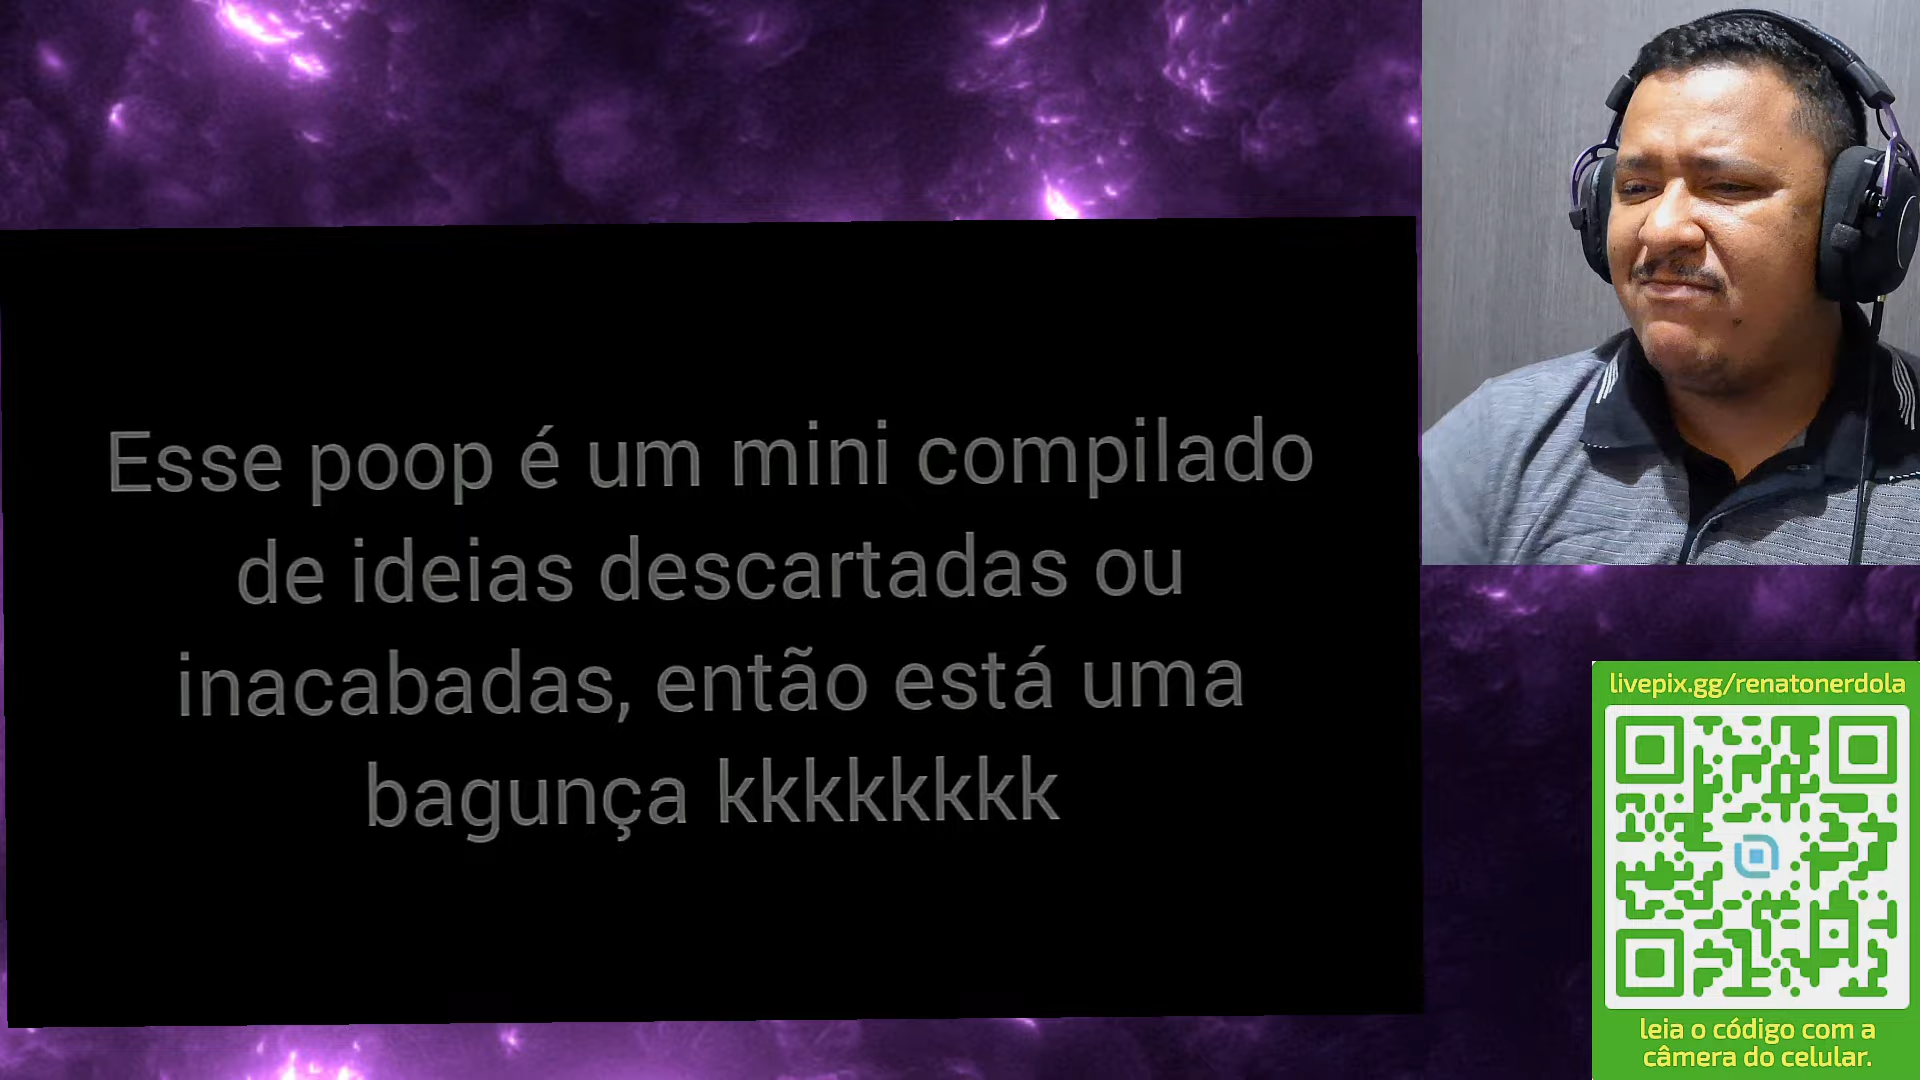 Esse poop é um mini compilado
de ideias descartadas ou
inacabadas, então está uma
bagunça kkkkkkkk
livepix.gg/renatonerdola
leia o código com a
câmera do celular.